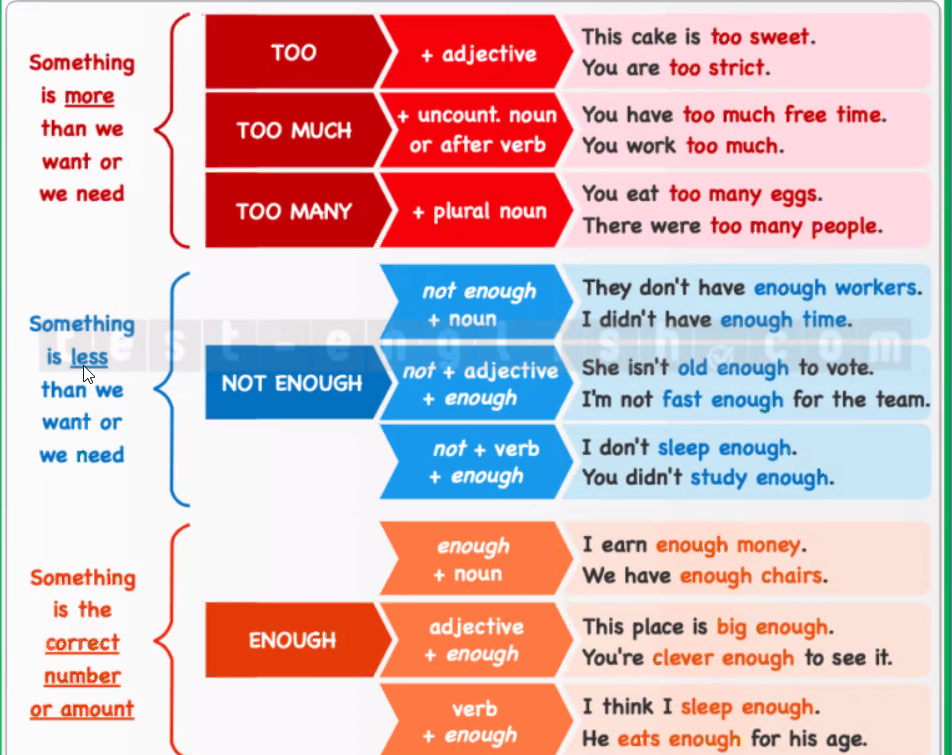 Something
is more
than we
want or
we need
TOO
+ adjective
This cake is too sweet.
You are too strict.
TOO MUCH
+ uncount. noun
or after verb
You have too much free time.
You work too much.
TOO MANY
+ plural noun
You eat too many eggs.
There were too many people.
Something
is less
than we
want or
we need
NOT ENOUGH
not enough
+ noun
They don't have enough workers.
I didn't have enough time.
not + adjective
+ enough
She isn't old enough to vote.
I'm not fast enough for the team.
not + verb
+ enough
I don't sleep enough.
You didn't study enough.
test-english.com
Something
is the
correct
number
or amount
ENOUGH
enough
+ noun
I earn enough money.
We have enough chairs.
adjective
+ enough
This place is big enough.
You're clever enough to see it.
verb
+ enough
I think I sleep enough.
He eats enough for his age.